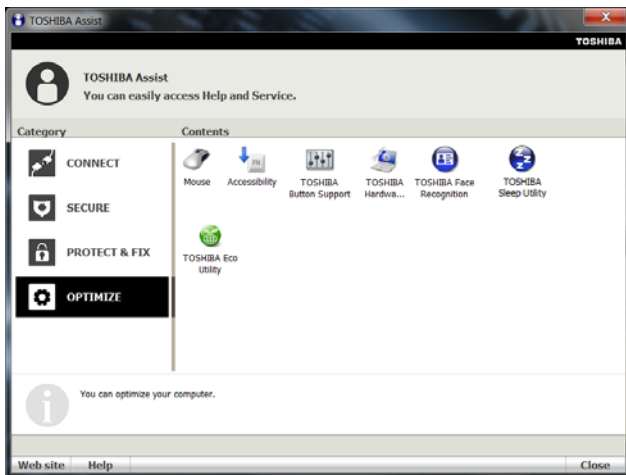 TOSHIBA Assist
TOSHIBA
TOSHIBA Assist
You can easily access Help and Service.
Category
Contents
CONNECT
SECURE
PROTECT & FIX
OPTIMIZE
Mouse
Accessibility
TOSHIBA
Button Support
TOSHIBA
Hardwa...
TOSHIBA Face
Recognition
TOSHIBA
Sleep Utility
TOSHIBA Eco
Utility
You can optimize your computer.
Web site
Help
Close